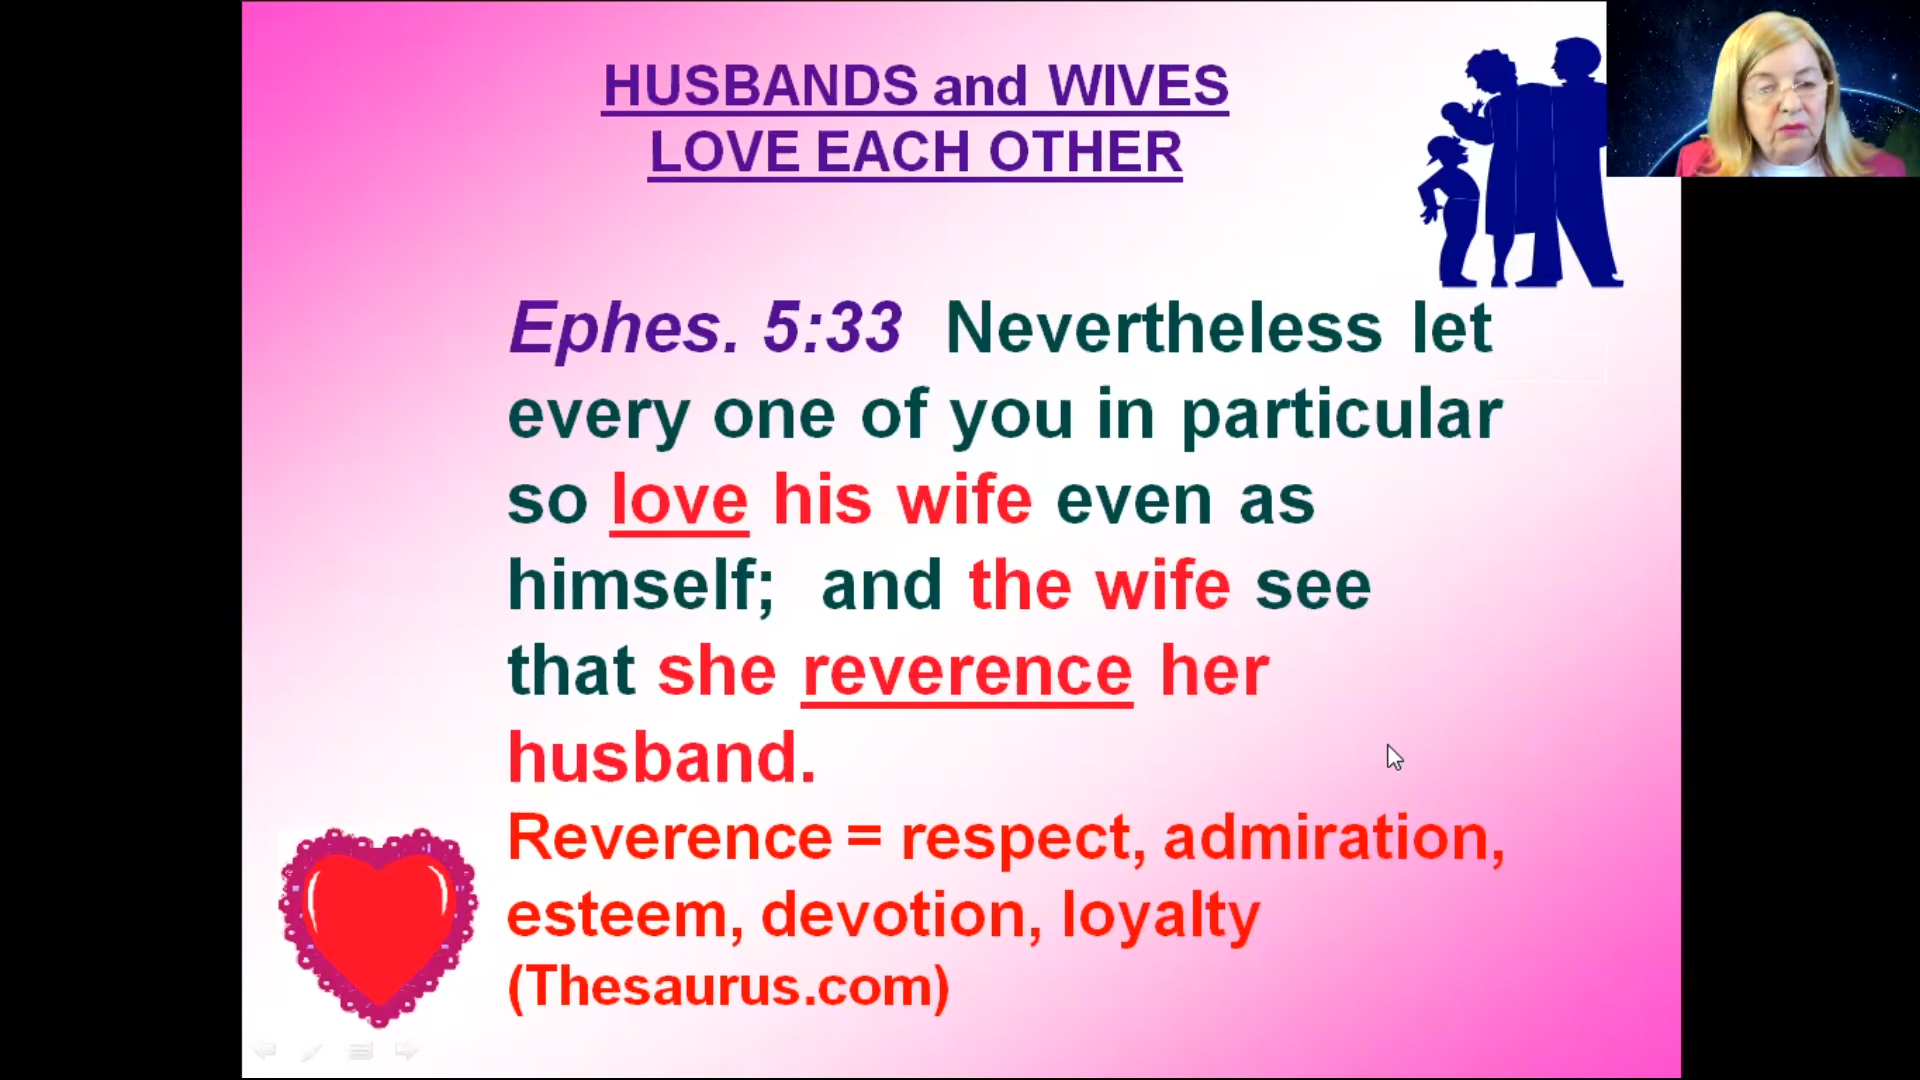 HUSBANDS and WIVES
LOVE EACH OTHER
Ephes. 5:33 Nevertheless let
every one of you in particular
so love his wife even as
himself; and the wife see
that she reverence her
husband.
Reverence = respect, admiration,
esteem, devotion, loyalty
(Thesaurus.com)